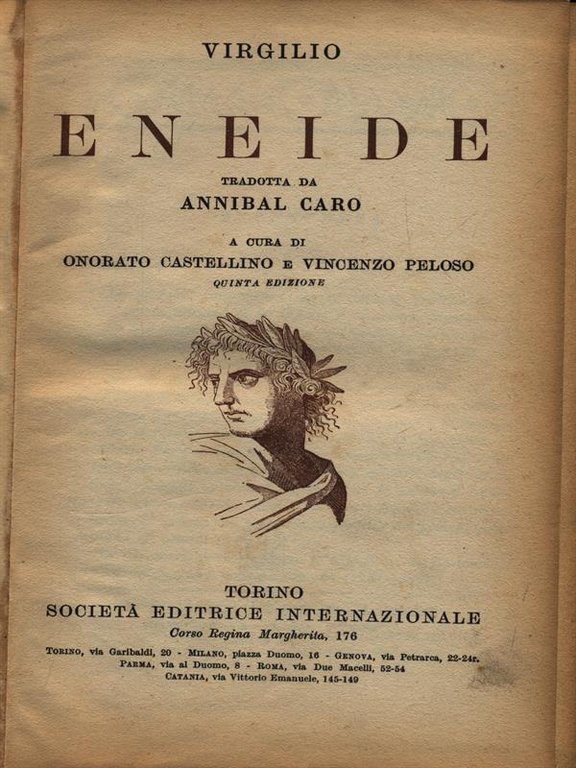 VIRGILIO
ENEIDE
TRADOTTA DA
ANNIBAL CARO
A CURA DI
ONORATO CASTELLINO E VINCENZO PELOSO
QUINTA EDIZIONE
TORINO
SOCIETÀ EDITRICE INTERNAZIONALE
Corso Regina Margherita, 176
TORINO, via Garibaldi, 20 - MILANO, piazza Duomo, 16 - GENOVA, via Petrarca, 22-24r.
PARMA, via al Duomo, 8 - ROMA, via Due Macelli, 52-54
CATANIA, via Vittorio Emanuele, 145-149